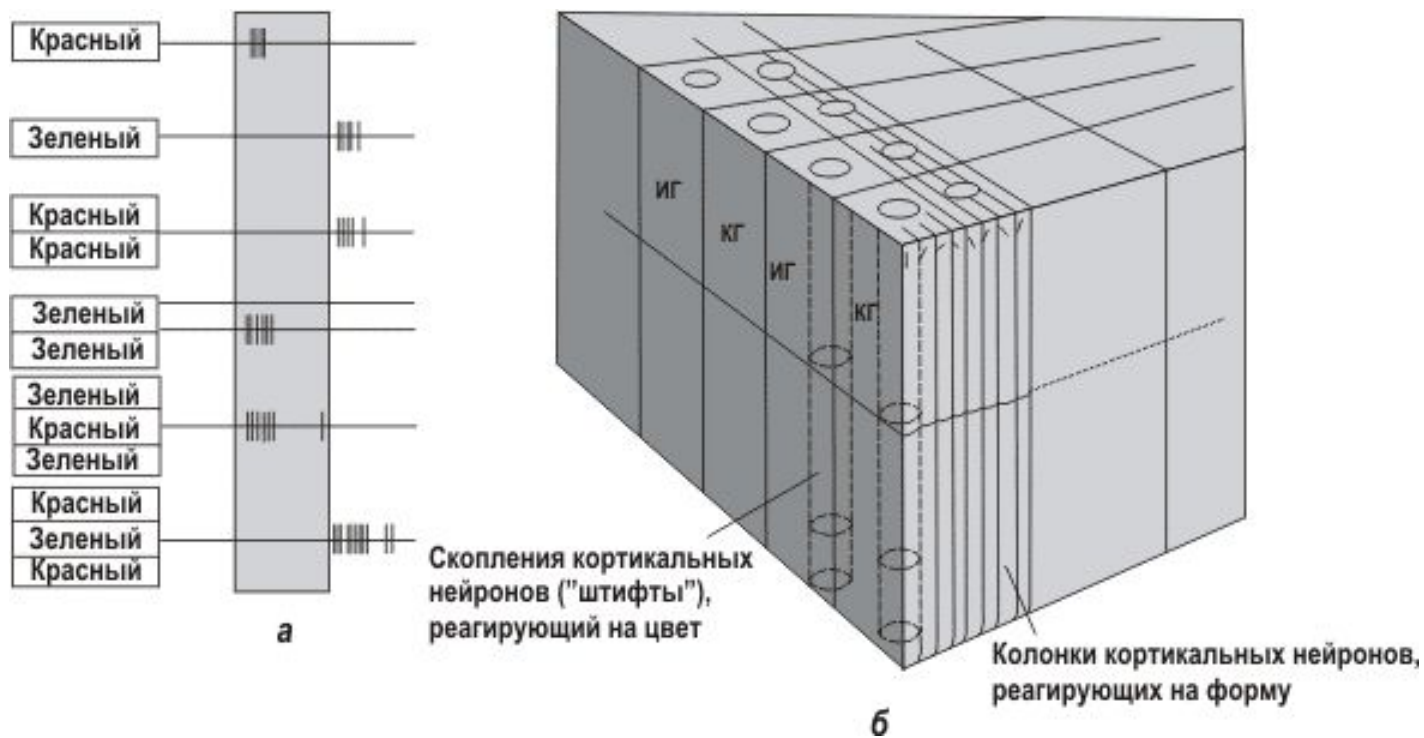 Красный
Зеленый
Красный
Красный
Зеленый
Зеленый
Зеленый
Красный
Зеленый
Красный
Зеленый
Красный
а
ИГ
КГ
ИГ
КГ
Скопления кортикальных
нейронов ("штифты"),
реагирующий на цвет
Колонки кортикальных нейронов,
реагирующих на форму
б